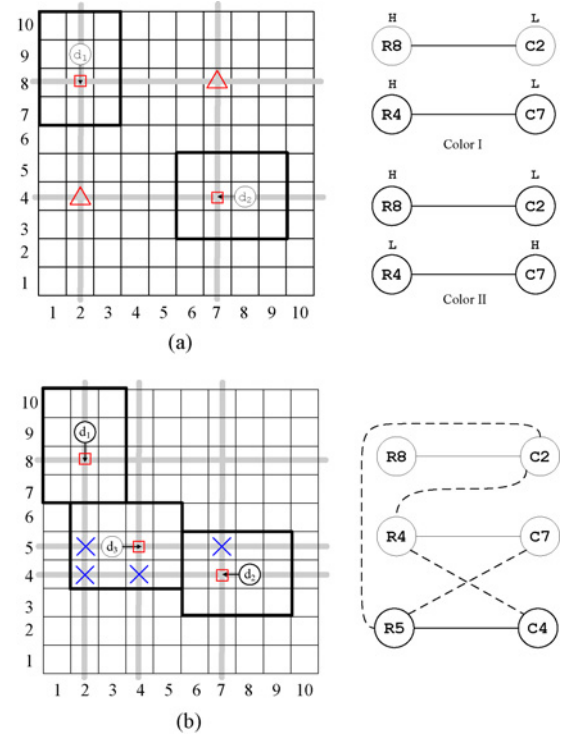 10
9
8
7
6
5
4
3
2
1
d₁
d₂
1 2 3 4 5 6 7 8 9 10
(a)
H L
R8 C2
H L
R4 C7
Color I
H L
R8 C2
L H
R4 C7
Color II
10
9
8
7
6
5
4
3
2
1
d₁
d₃
d₂
1 2 3 4 5 6 7 8 9 10
(b)
R8 C2
R4 C7
R5 C4